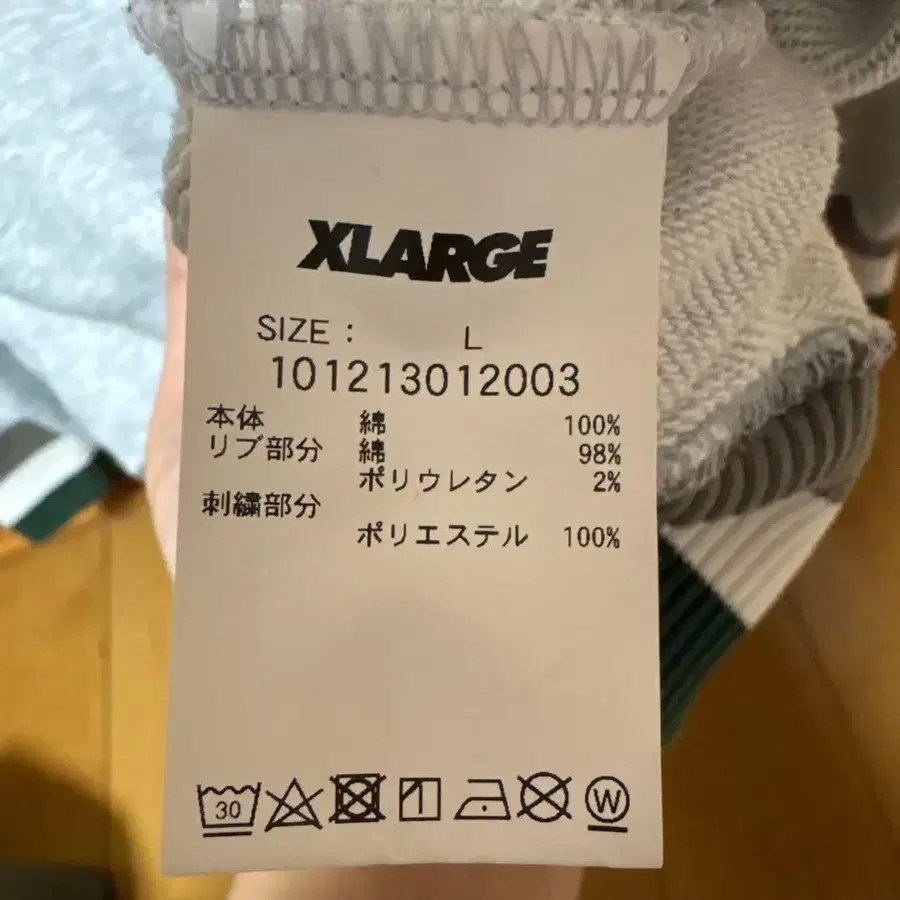 XLARGE
SIZE: L
101213012003
本体 綿 100%
リブ部分 綿 98%
ポリウレタン 2%
刺繍部分
ポリエステル 100%
30 W